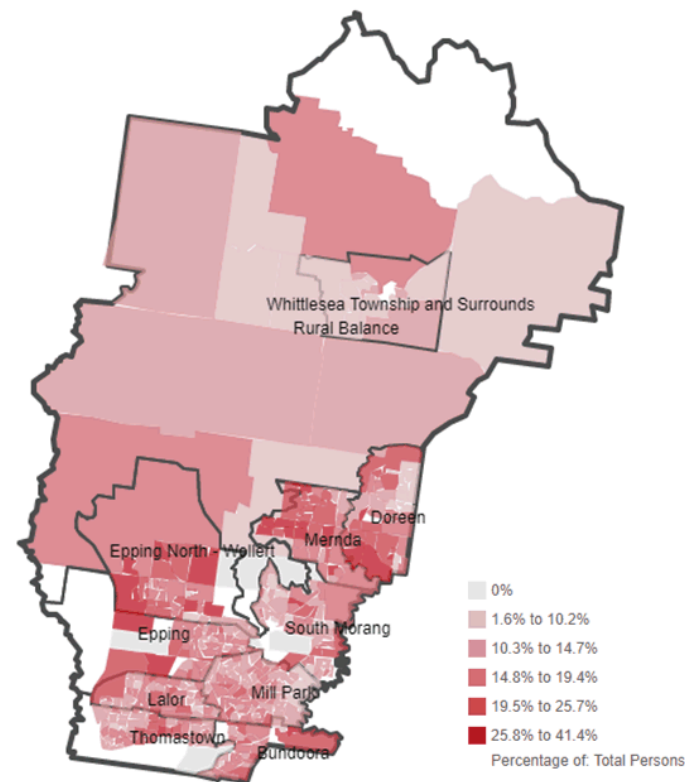 Whittlesea Township and Surrounds
Rural Balance
Doreen
Mernda
Epping North - Wollert
South Morang
Epping
Mill Park
Lalor
Thomastown
Bundoora
0%
1.6% to 10.2%
10.3% to 14.7%
14.8% to 19.4%
19.5% to 25.7%
25.8% to 41.4%
Percentage of: Total Persons